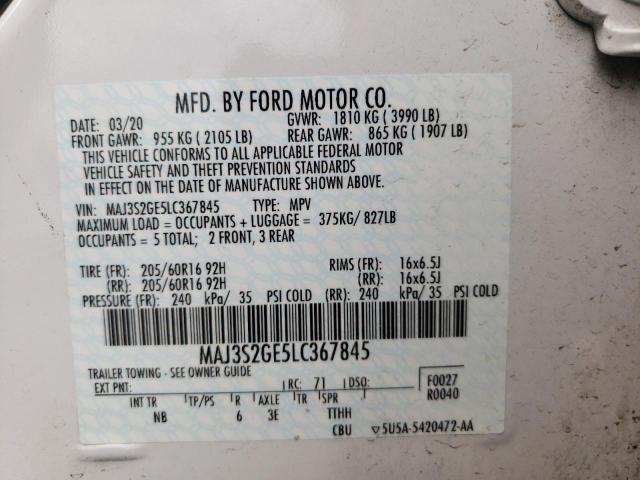 MFD. BY FORD MOTOR CO.
DATE: 03/20 GVWR: 1810 KG ( 3990 LB)
FRONT GAWR: 955 KG ( 2105 LB) REAR GAWR: 865 KG ( 1907 LB)
THIS VEHICLE CONFORMS TO ALL APPLICABLE FEDERAL MOTOR
VEHICLE SAFETY AND THEFT PREVENTION STANDARDS
IN EFFECT ON THE DATE OF MANUFACTURE SHOWN ABOVE.
VIN: MAJ3S2GE5LC367845 TYPE: MPV
MAXIMUM LOAD = OCCUPANTS + LUGGAGE = 375KG/ 827LB
OCCUPANTS = 5 TOTAL; 2 FRONT, 3 REAR
TIRE (FR): 205/60R16 92H RIMS (FR): 16x6.5J
(RR): 205/60R16 92H (RR): 16x6.5J
PRESSURE (FR): 240 kPa/ 35 PSI COLD (RR): 240 kPa/ 35 PSI COLD
MAJ3S2GE5LC367845
TRAILER TOWING - SEE OWNER GUIDE
EXT PNT: RC: 71 DSO: F0027
R0040
INT TR TP/PS R AXLE TR SPR
NB 6 3E TTHH
CBU ▽5U5A-5420472-AA